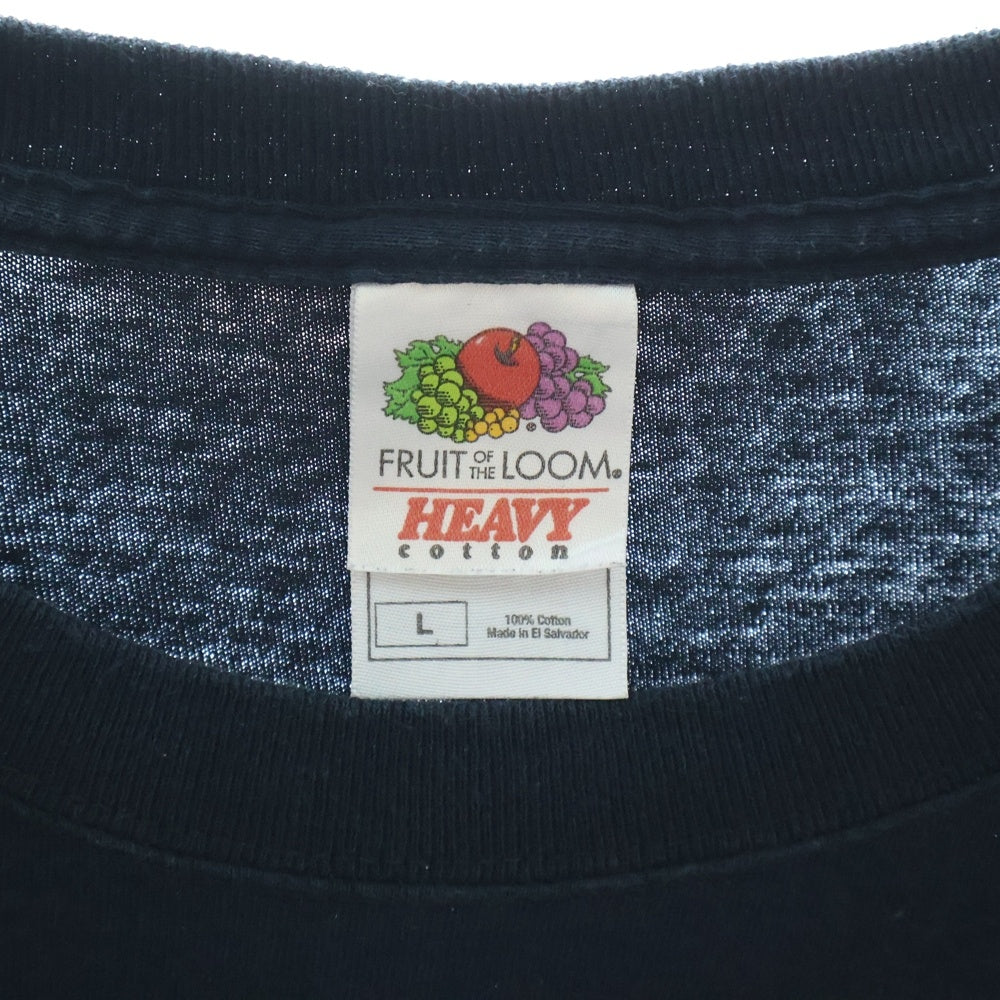 FRUIT OF THE LOOM®
HEAVY
cotton
L
100% Cotton
Made in El Salvador